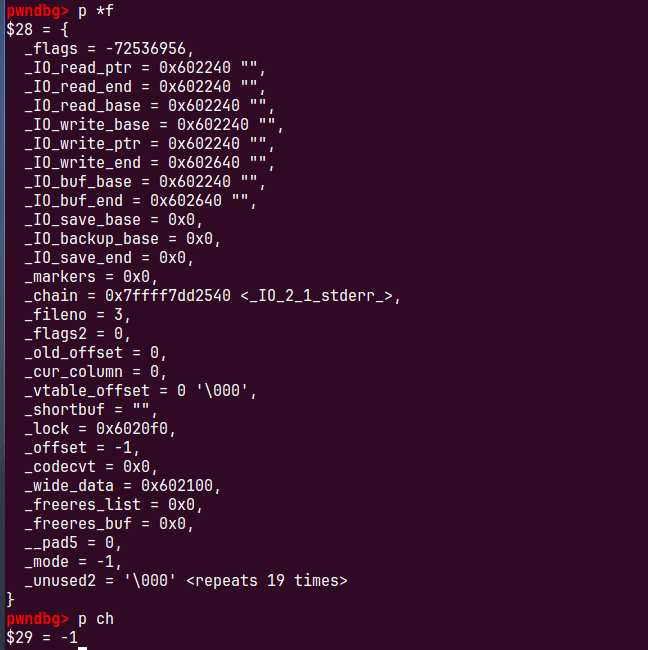 pwndbg> p *f
$28 = {
  _flags = -72536956,
  _IO_read_ptr = 0x602240 "",
  _IO_read_end = 0x602240 "",
  _IO_read_base = 0x602240 "",
  _IO_write_base = 0x602240 "",
  _IO_write_ptr = 0x602240 "",
  _IO_write_end = 0x602640 "",
  _IO_buf_base = 0x602240 "",
  _IO_buf_end = 0x602640 "",
  _IO_save_base = 0x0,
  _IO_backup_base = 0x0,
  _IO_save_end = 0x0,
  _markers = 0x0,
  _chain = 0x7ffff7dd2540 <_IO_2_1_stderr_>,
  _fileno = 3,
  _flags2 = 0,
  _old_offset = 0,
  _cur_column = 0,
  _vtable_offset = 0 '\000',
  _shortbuf = "",
  _lock = 0x6020f0,
  _offset = -1,
  _codecvt = 0x0,
  _wide_data = 0x602100,
  _freeres_list = 0x0,
  _freeres_buf = 0x0,
  __pad5 = 0,
  _mode = -1,
  _unused2 = '\000' <repeats 19 times>
}
pwndbg> p ch
$29 = -1